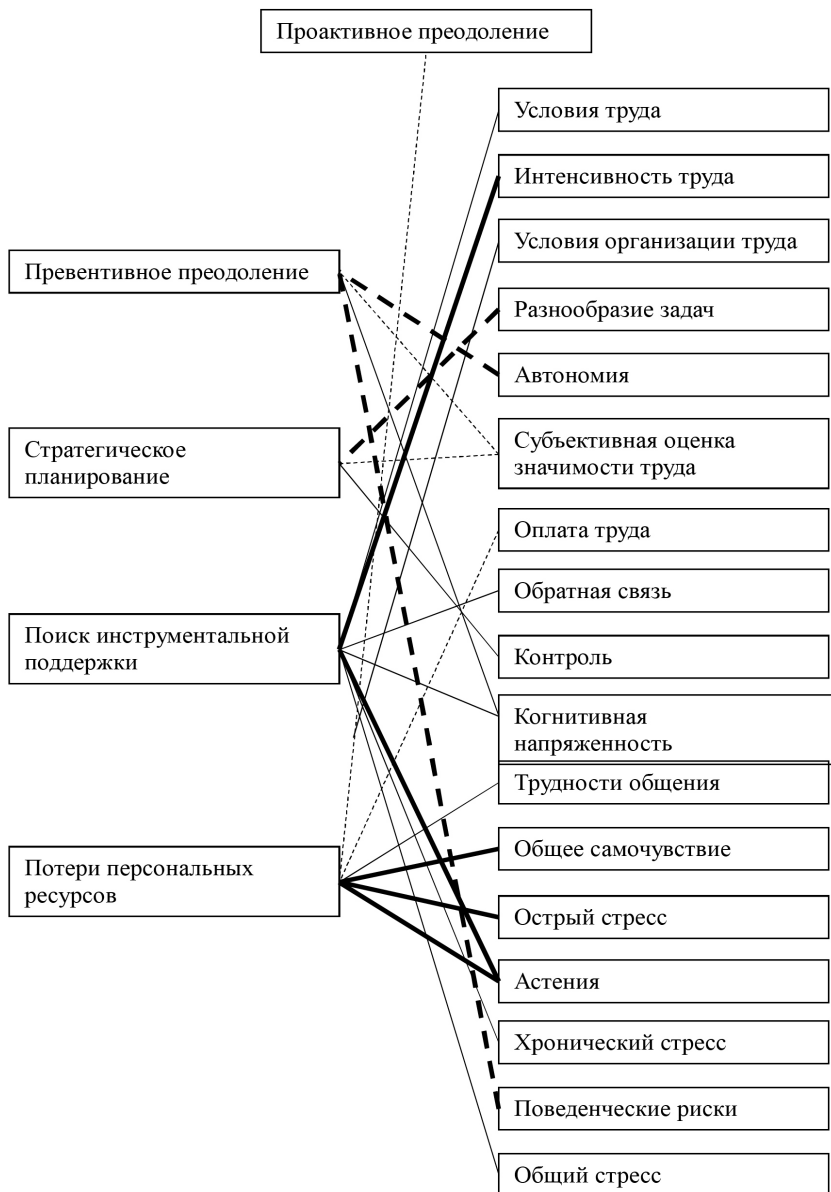 Проактивное преодоление
Условия труда
Интенсивность труда
Условия организации труда
Превентивное преодоление
Разнообразие задач
Автономия
Стратегическое
планирование
Субъективная оценка
значимости труда
Оплата труда
Обратная связь
Поиск инструментальной
поддержки
Контроль
Когнитивная
напряженность
Трудности общения
Общее самочувствие
Потери персональных
ресурсов
Острый стресс
Астения
Хронический стресс
Поведенческие риски
Общий стресс